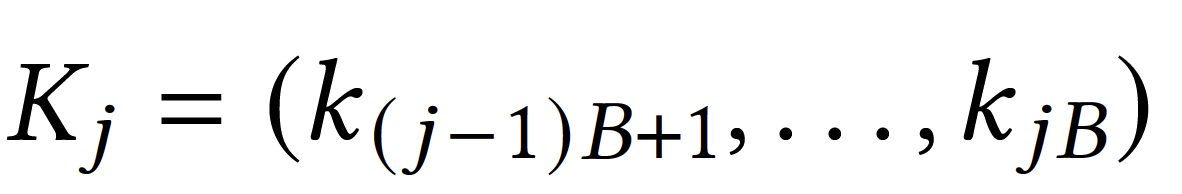 K_j = (k_{(j−1)B+1}, . . . , k_{jB})